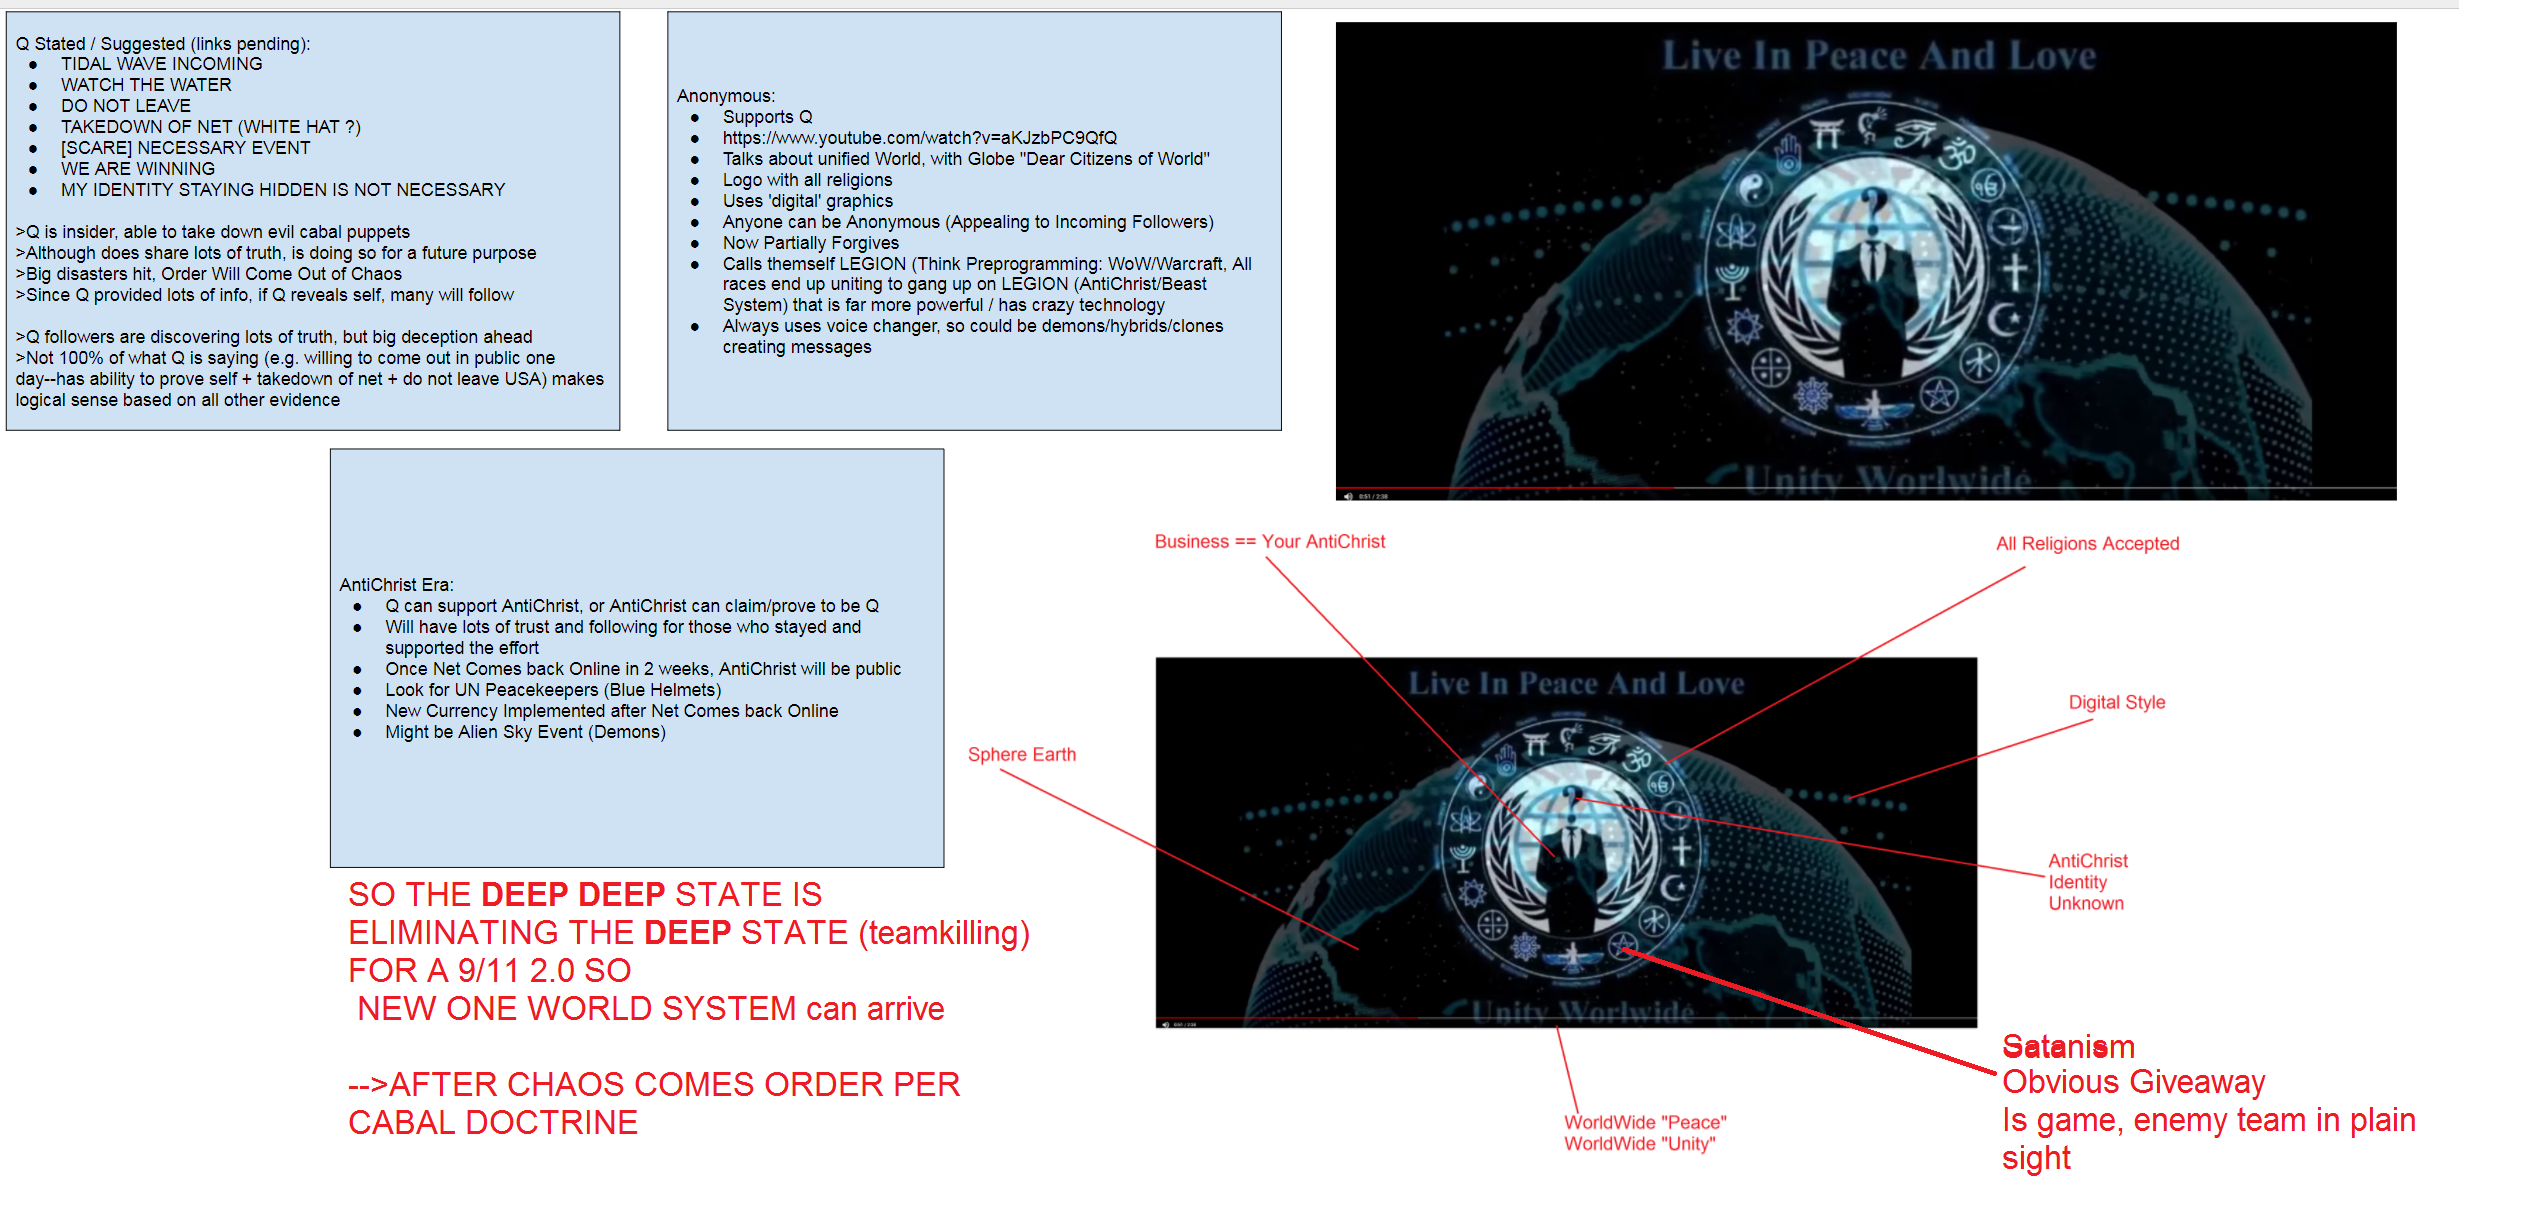 Q Stated / Suggested (links pending):
● TIDAL WAVE INCOMING
● WATCH THE WATER
● DO NOT LEAVE
● TAKEDOWN OF NET (WHITE HAT ?)
● [SCARE] NECESSARY EVENT
● WE ARE WINNING
● MY IDENTITY STAYING HIDDEN IS NOT NECESSARY
>Q is insider, able to take down evil cabal puppets
>Although does share lots of truth, is doing so for a future purpose
>Big disasters hit, Order Will Come Out of Chaos
>Since Q provided lots of info, if Q reveals self, many will follow
>Q followers are discovering lots of truth, but big deception ahead
>Not 100% of what Q is saying (e.g. willing to come out in public one
day--has ability to prove self + takedown of net + do not leave USA) makes
logical sense based on all other evidence
Anonymous:
● Supports Q
● https://www.youtube.com/watch?v=aKJzbPC9QfQ
● Talks about unified World, with Globe "Dear Citizens of World"
● Logo with all religions
● Uses 'digital' graphics
● Anyone can be Anonymous (Appealing to Incoming Followers)
● Now Partially Forgives
● Calls themself LEGION (Think Preprogramming: WoW/Warcraft, All
races end up uniting to gang up on LEGION (AntiChrist/Beast
System) that is far more powerful / has crazy technology
● Always uses voice changer, so could be demons/hybrids/clones
creating messages
Live In Peace And Love
Unity Worlwide
0:51 / 2:38
AntiChrist Era:
● Q can support AntiChrist, or AntiChrist can claim/prove to be Q
● Will have lots of trust and following for those who stayed and
supported the effort
● Once Net Comes back Online in 2 weeks, AntiChrist will be public
● Look for UN Peacekeepers (Blue Helmets)
● New Currency Implemented after Net Comes back Online
● Might be Alien Sky Event (Demons)
SO THE DEEP DEEP STATE IS
ELIMINATING THE DEEP STATE (teamkilling)
FOR A 9/11 2.0 SO
NEW ONE WORLD SYSTEM can arrive
-->AFTER CHAOS COMES ORDER PER
CABAL DOCTRINE
Business == Your AntiChrist
All Religions Accepted
Live In Peace And Love
Digital Style
Sphere Earth
AntiChrist
Identity
Unknown
Unity Worlwide
0:51 / 2:38
Satanism
Obvious Giveaway
Is game, enemy team in plain
sight
WorldWide "Peace"
WorldWide "Unity"